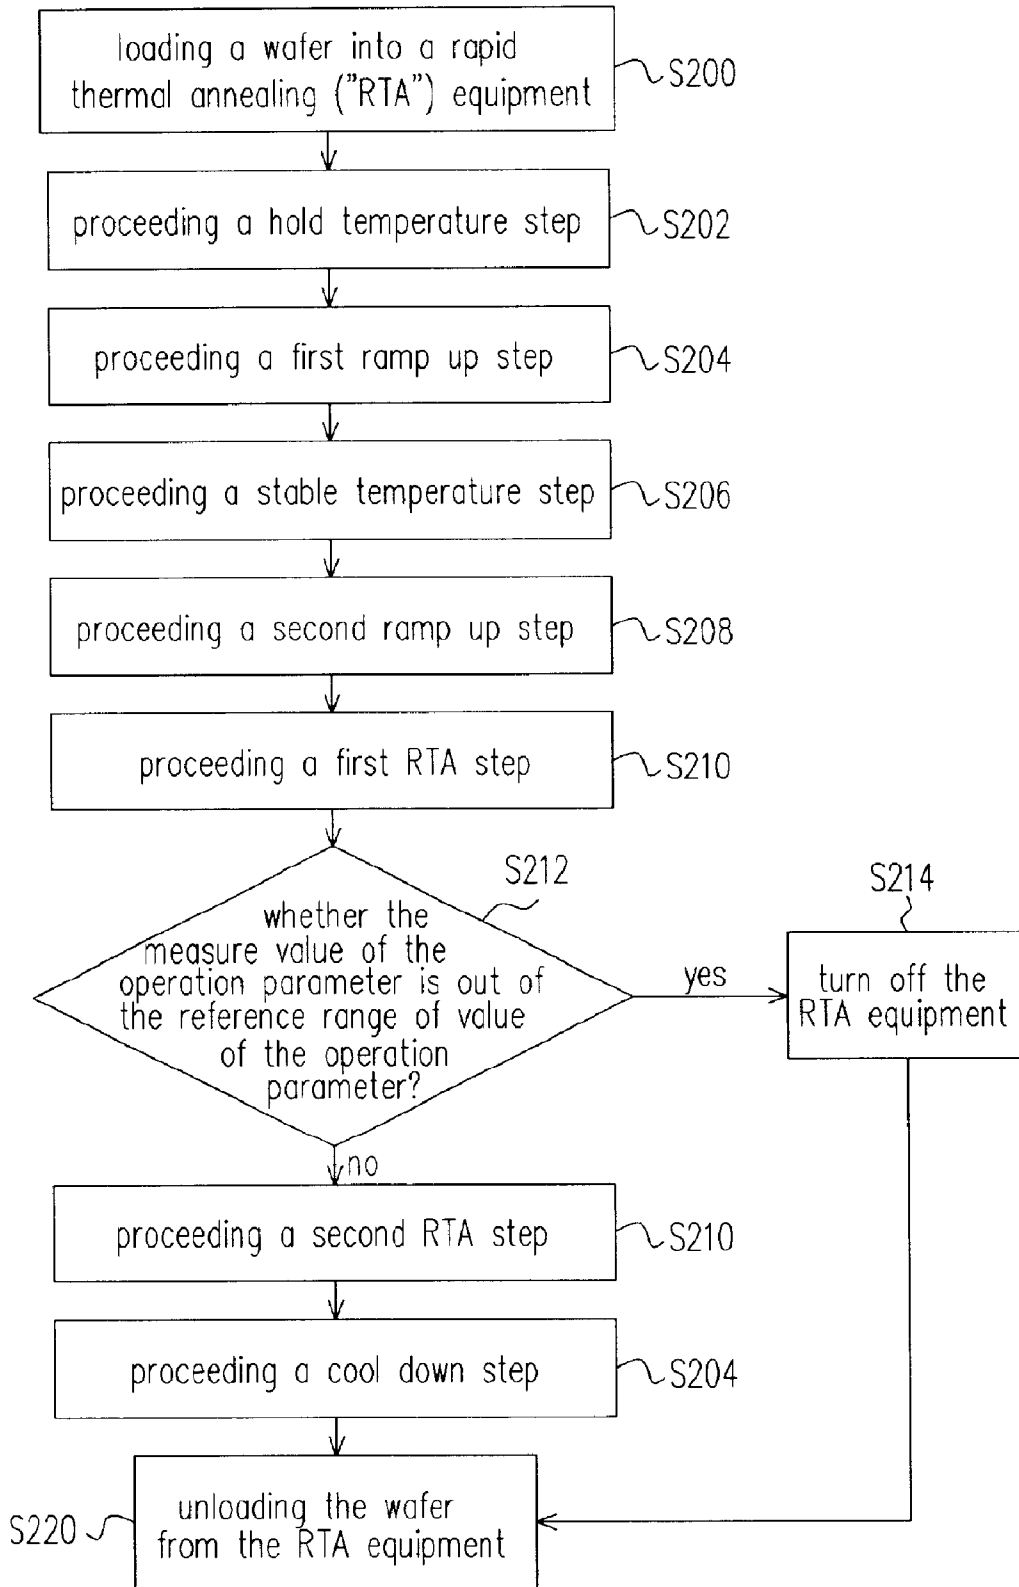 loading a wafer into a rapid
thermal annealing ("RTA") equipment
S200
proceeding a hold temperature step
S202
proceeding a first ramp up step
S204
proceeding a stable temperature step
S206
proceeding a second ramp up step
S208
proceeding a first RTA step
S210
S212
whether the
measure value of the
operation parameter is out of
the reference range of value
of the operation
parameter?
yes
S214
turn off the
RTA equipment
no
proceeding a second RTA step
S210
proceeding a cool down step
S204
unloading the wafer
from the RTA equipment
S220